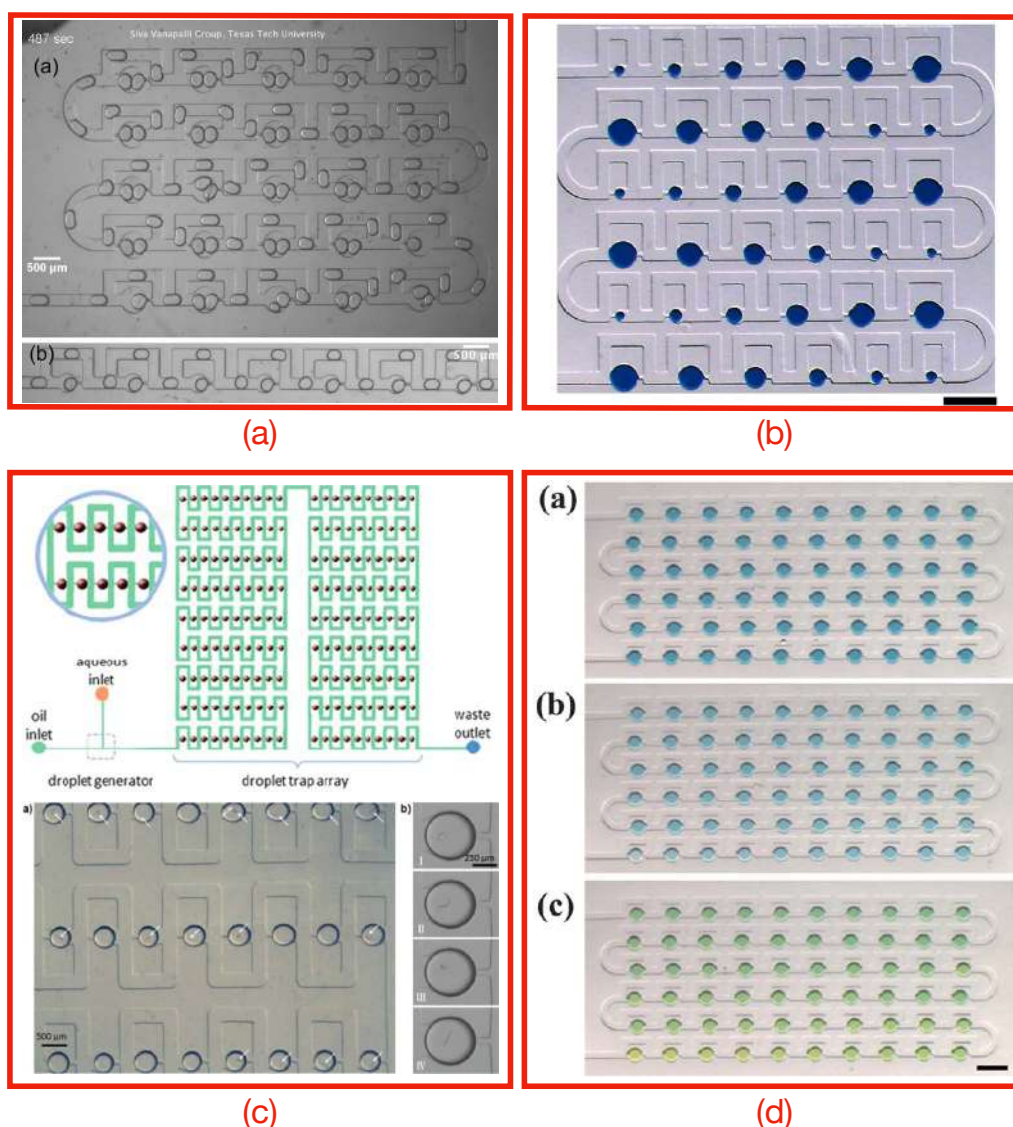 487 sec
Siva Vanapalli Group, Texas Tech University
(a)
500 µm
(b)
500 µm
(a)
(b)
aqueous
inlet
oil
inlet
waste
outlet
droplet generator
droplet trap array
a)
500 µm
b)
I
250 µm
II
III
IV
(c)
(a)
(b)
(c)
(d)